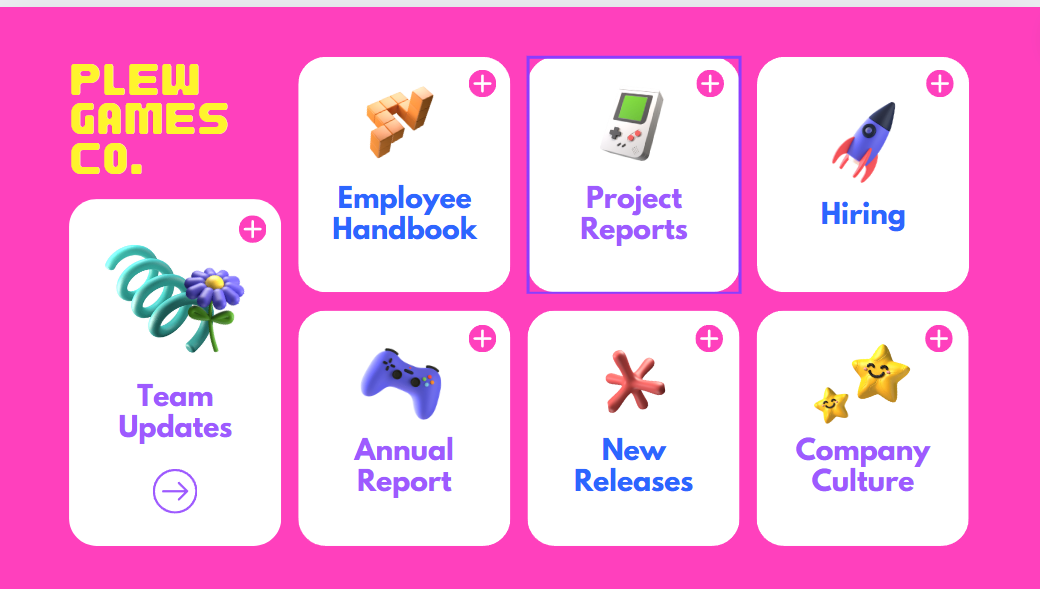 PLEW
GAMES
CO.
Team
Updates
Employee
Handbook
Project
Reports
Hiring
Annual
Report
New
Releases
Company
Culture